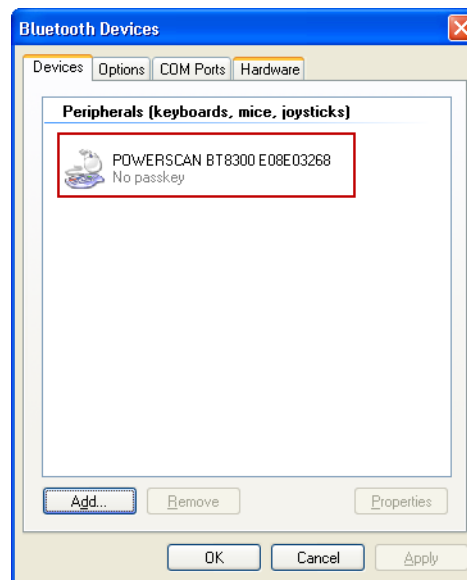 Bluetooth Devices
Devices Options COM Ports Hardware
Peripherals (keyboards, mice, joysticks)
POWERSCAN BT8300 E08E03268
No passkey
Add... Remove Properties
OK Cancel Apply